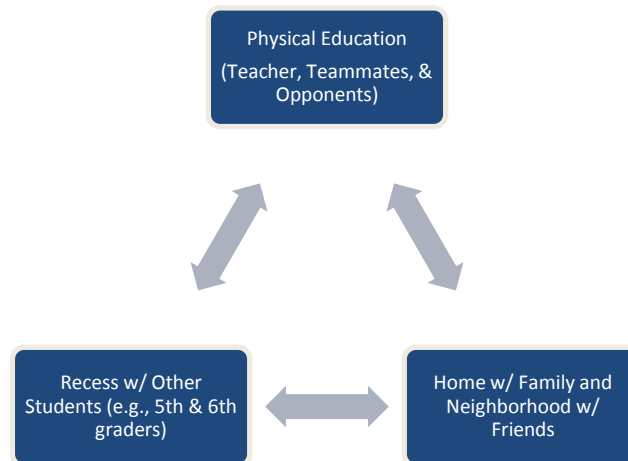 Physical Education
(Teacher, Teammates, &
Opponents)
Recess w/ Other
Students (e.g., 5th & 6th
graders)
Home w/ Family and
Neighborhood w/
Friends